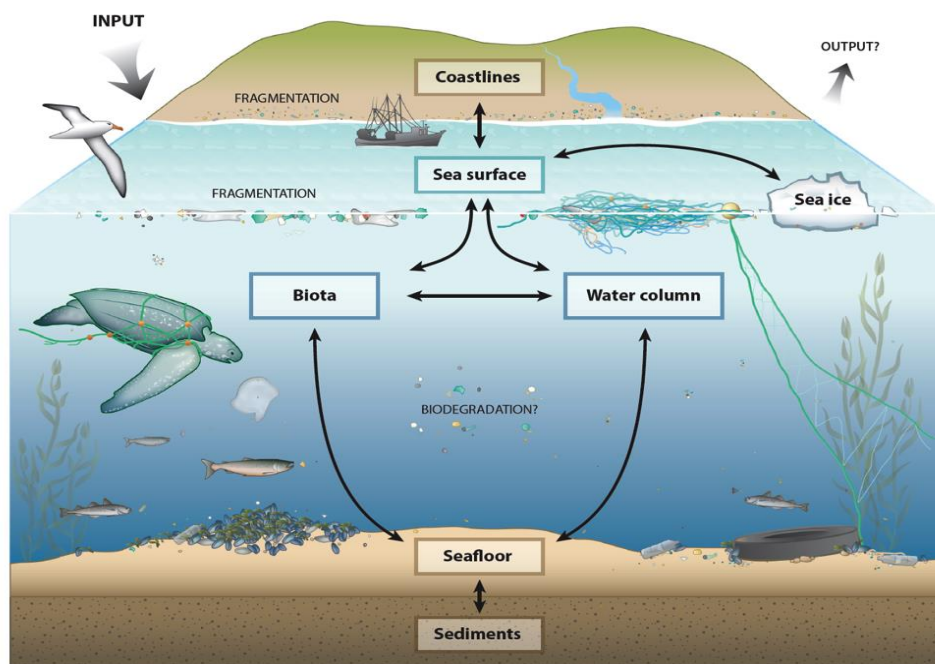 INPUT
OUTPUT?
Coastlines
FRAGMENTATION
Sea surface
FRAGMENTATION
Sea ice
Biota
Water column
BIODEGRADATION?
Seafloor
Sediments